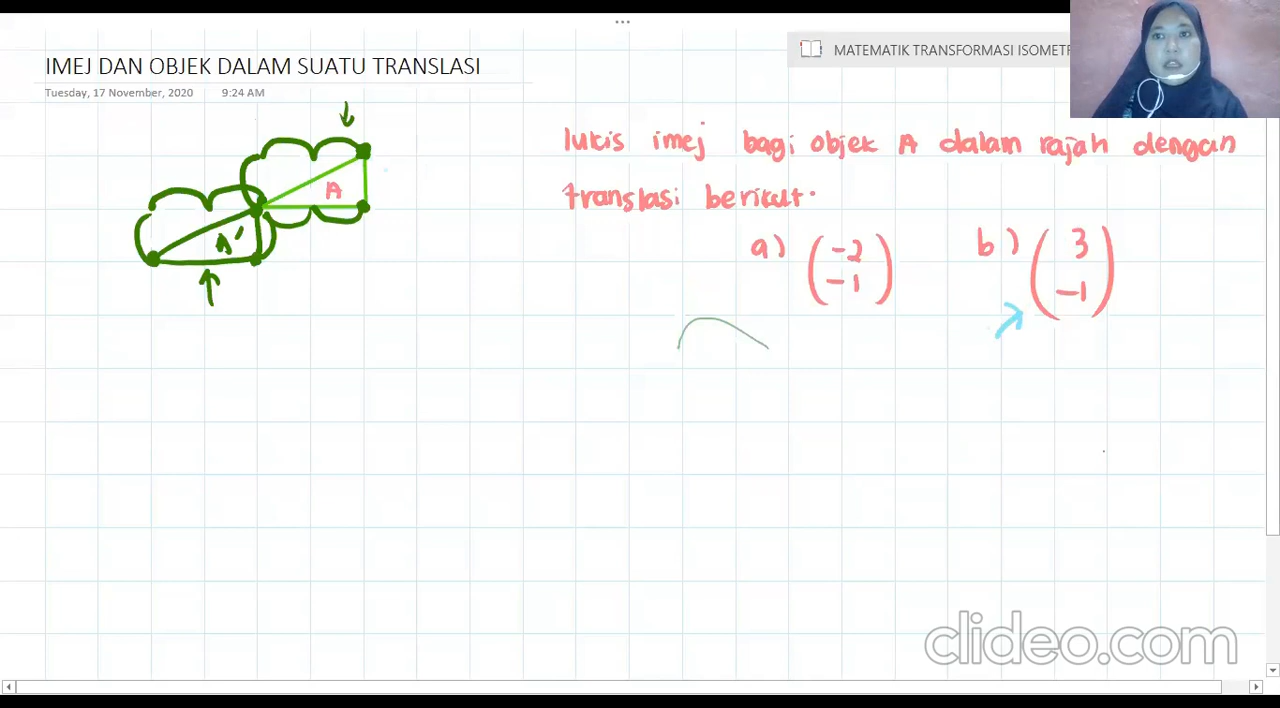 IMEJ DAN OBJEK DALAM SUATU TRANSLASI
Tuesday, 17 November, 2020 9:24 AM
MATEMATIK TRANSFORMASI ISOMETR
lukis imej bagi objek A dalam rajah dengan
translasi berikut.
a) (-2
-1)
b) (3
-1)
A
A'
clideo.com